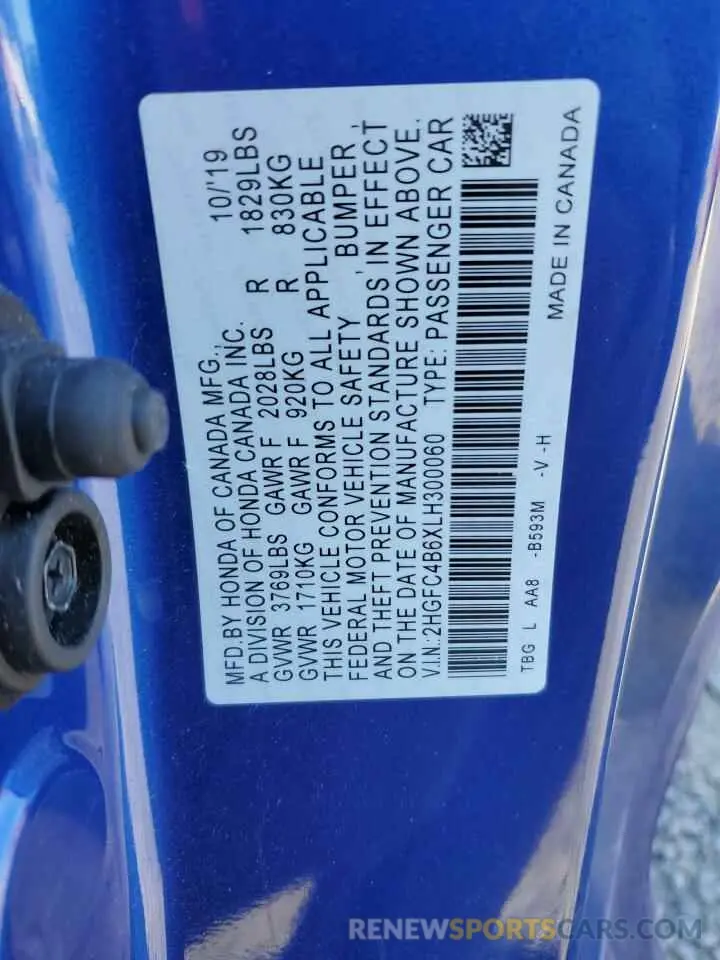 MFD.BY HONDA OF CANADA MFG., 10/'19
A DIVISION OF HONDA CANADA INC.
GVWR 3769LBS GAWR F 2028LBS R 1829LBS
GVWR 1710KG GAWR F 920KG R 830KG
THIS VEHICLE CONFORMS TO ALL APPLICABLE
FEDERAL MOTOR VEHICLE SAFETY , BUMPER ,
AND THEFT PREVENTION STANDARDS IN EFFECT
ON THE DATE OF MANUFACTURE SHOWN ABOVE.
V.I.N.:2HGFC4B6XLH300060 TYPE: PASSENGER CAR
TBG L AA8 -B593M -V -H
MADE IN CANADA
RENEWSPORTSCARS.COM